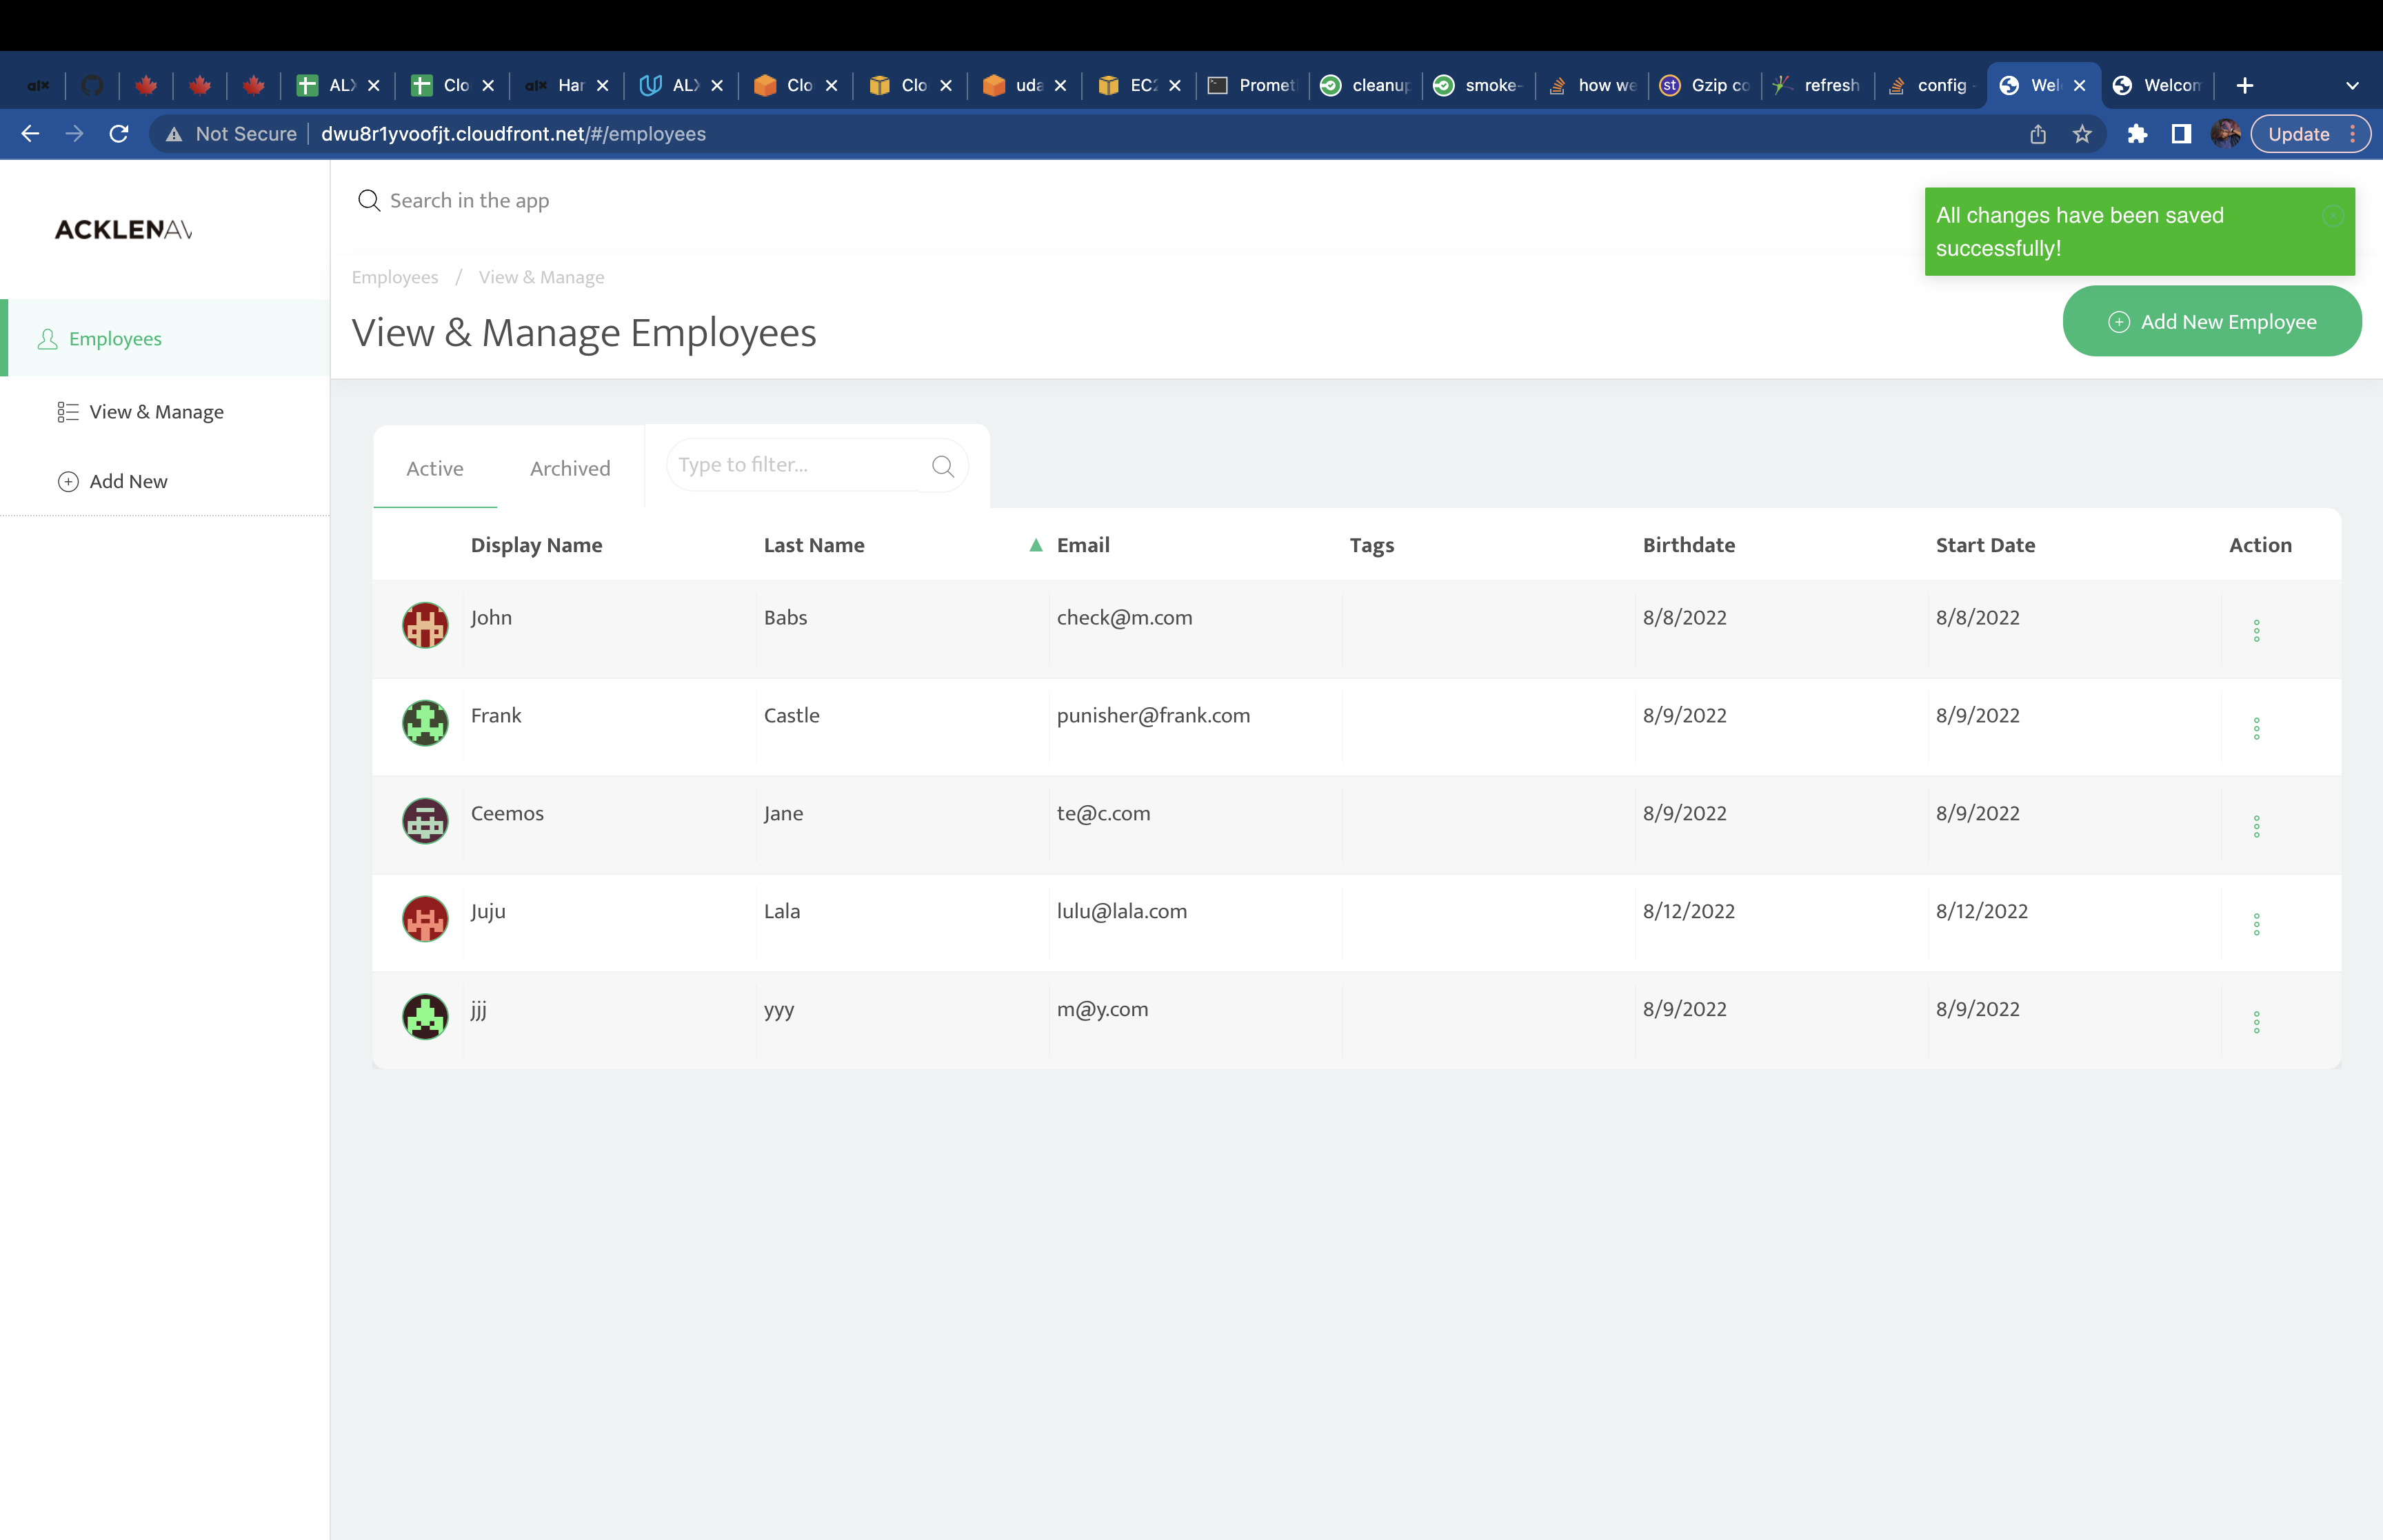 alx ALX Clo alx Har ALX Clo Clo uda EC2 Promet cleanup smoke- how we st Gzip co refresh config - Wel Welcom
Not Secure dwu8r1yvoofjt.cloudfront.net/#/employees Update
Search in the app
All changes have been saved
successfully!
ACKLENAV
Employees / View & Manage
View & Manage Employees
Add New Employee
Employees
View & Manage
Add New
Active Archived Type to filter...
Display Name Last Name Email Tags Birthdate Start Date Action
John Babs check@m.com 8/8/2022 8/8/2022
Frank Castle punisher@frank.com 8/9/2022 8/9/2022
Ceemos Jane te@c.com 8/9/2022 8/9/2022
Juju Lala lulu@lala.com 8/12/2022 8/12/2022
jjj yyy m@y.com 8/9/2022 8/9/2022